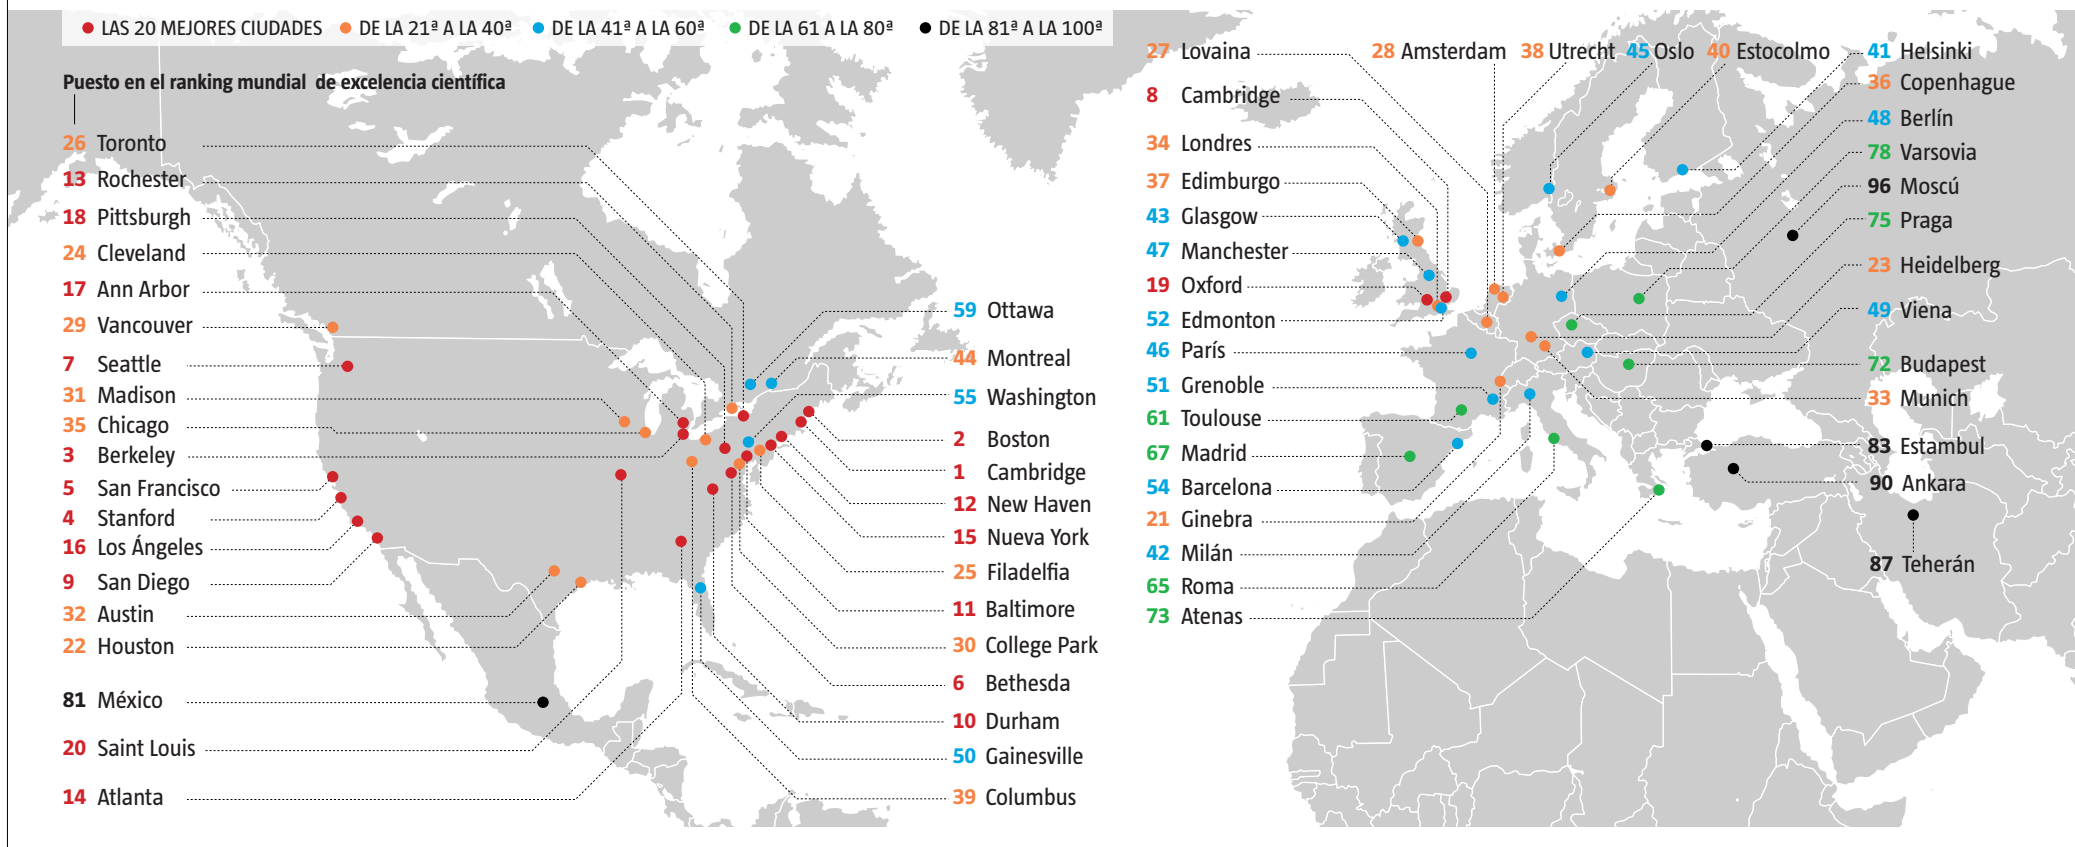 LAS 20 MEJORES CIUDADES
DE LA 21ª A LA 40ª
DE LA 41ª A LA 60ª
DE LA 61 A LA 80ª
DE LA 81ª A LA 100ª
Puesto en el ranking mundial de excelencia científica
26 Toronto
13 Rochester
18 Pittsburgh
24 Cleveland
17 Ann Arbor
29 Vancouver
7 Seattle
31 Madison
35 Chicago
3 Berkeley
5 San Francisco
4 Stanford
16 Los Ángeles
9 San Diego
32 Austin
22 Houston
81 México
20 Saint Louis
14 Atlanta
59 Ottawa
44 Montreal
55 Washington
2 Boston
1 Cambridge
12 New Haven
15 Nueva York
25 Filadelfia
11 Baltimore
30 College Park
6 Bethesda
10 Durham
50 Gainesville
39 Columbus
27 Lovaina
8 Cambridge
34 Londres
37 Edimburgo
43 Glasgow
47 Manchester
19 Oxford
52 Edmonton
46 París
51 Grenoble
61 Toulouse
67 Madrid
54 Barcelona
21 Ginebra
42 Milán
65 Roma
73 Atenas
28 Amsterdam
38 Utrecht
45 Oslo
40 Estocolmo
41 Helsinki
36 Copenhague
48 Berlín
78 Varsovia
96 Moscú
75 Praga
23 Heidelberg
49 Viena
72 Budapest
33 Munich
83 Estambul
90 Ankara
87 Teherán